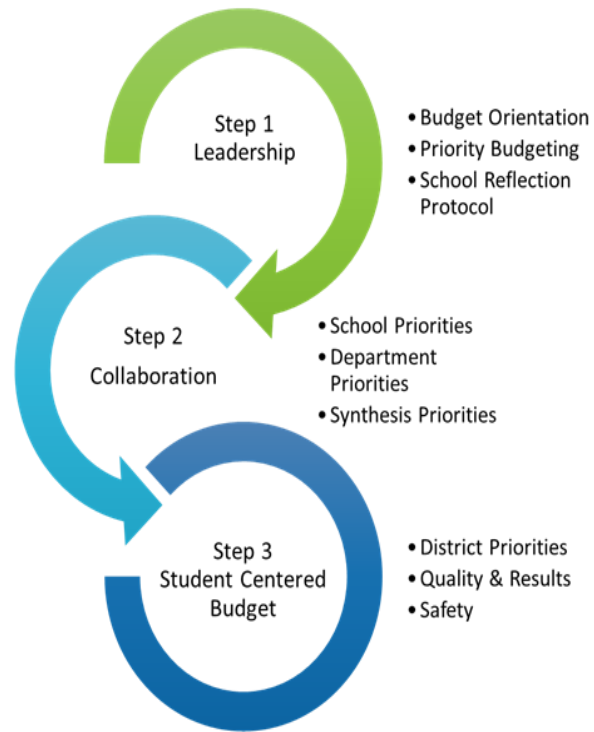 Step 1
Leadership
• Budget Orientation
• Priority Budgeting
• School Reflection
Protocol
Step 2
Collaboration
• School Priorities
• Department
Priorities
• Synthesis Priorities
Step 3
Student Centered
Budget
• District Priorities
• Quality & Results
• Safety